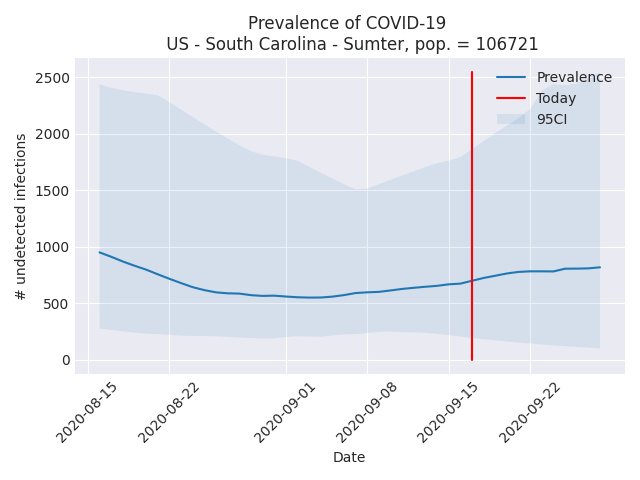 Prevalence of COVID-19
US - South Carolina - Sumter, pop. = 106721
Prevalence
Today
95CI
# undetected infections
2500
2000
1500
1000
500
0
2020-08-15
2020-08-22
2020-09-01
2020-09-08
2020-09-15
2020-09-22
Date